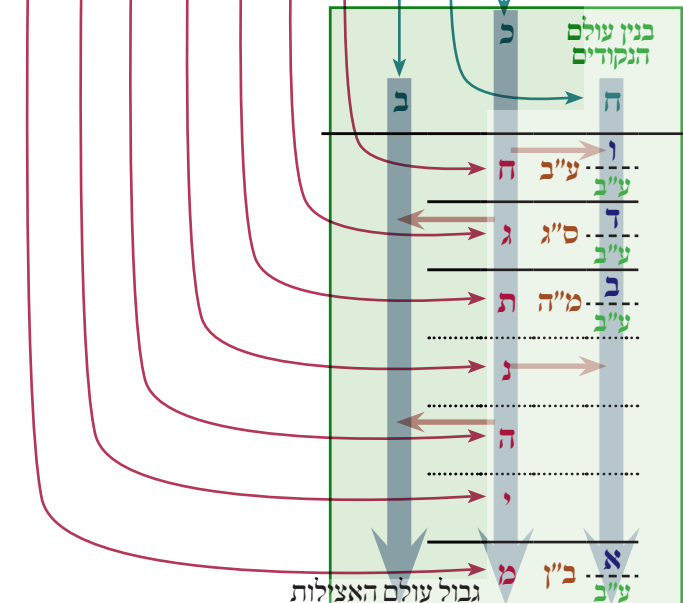 כ
בנין עולם
הנקודים
ב
ח
ו
ח
ע"ב
ע"ב
ד
ג
ס"ג
ע"ב
ב
ת
מ"ה
ע"ב
נ
ה
י
א
מ
ב"ן
ע"ב
גבול עולם האצילות